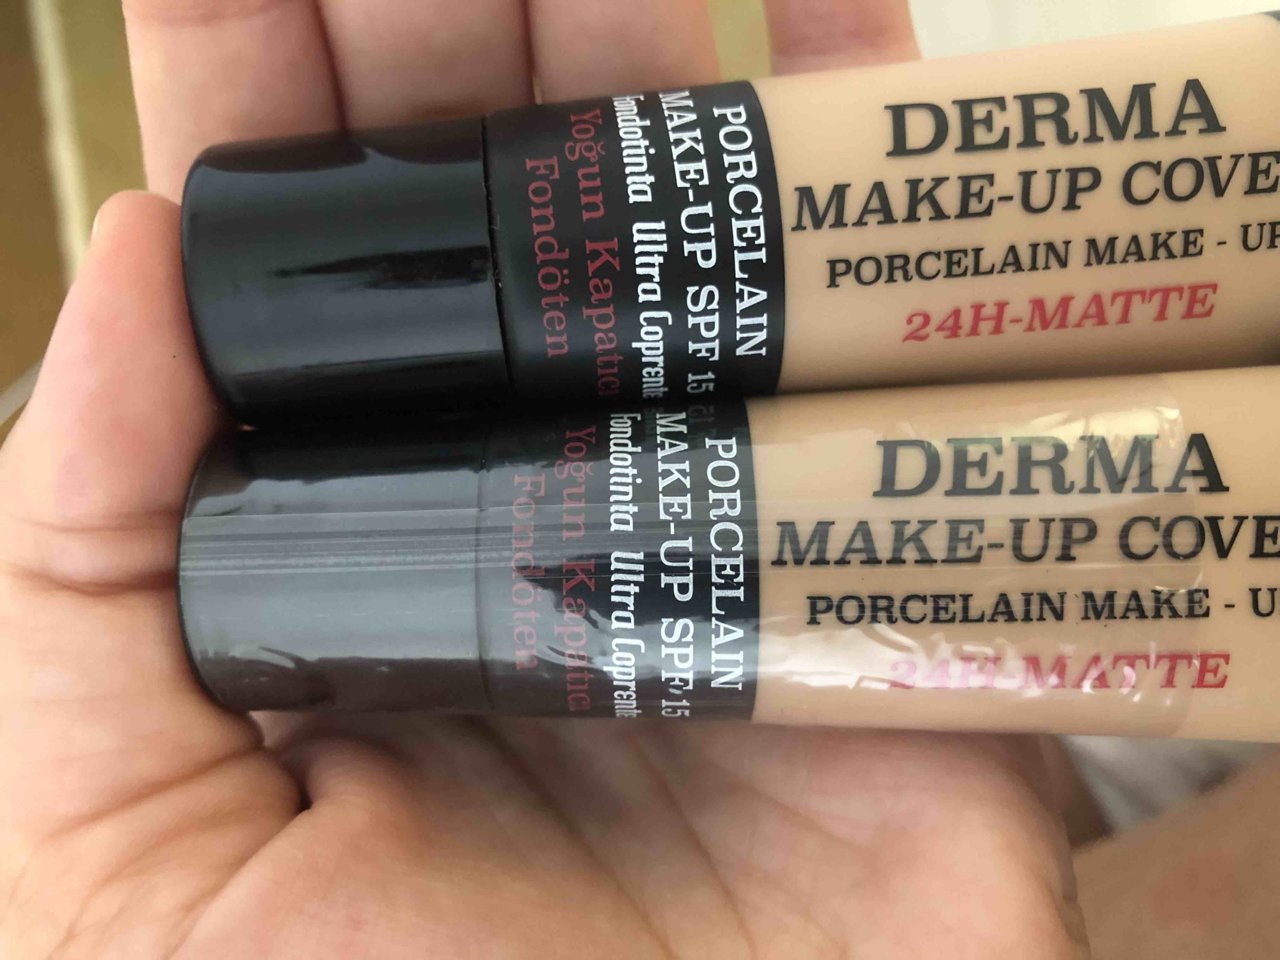 DERMA
MAKE-UP COVE
PORCELAIN MAKE - UP
24H-MATTE
PORCELAIN
MAKE-UP SPF 15
Fondotinta Ultra Coprente
Yoğun Kapatıcı
Fondöten
DERMA
MAKE-UP COVE
PORCELAIN MAKE - U
24H-MATTE
PORCELAIN
MAKE-UP SPF 15
Fondotinta Ultra Coprente
Yoğun Kapatıcı
Fondöten